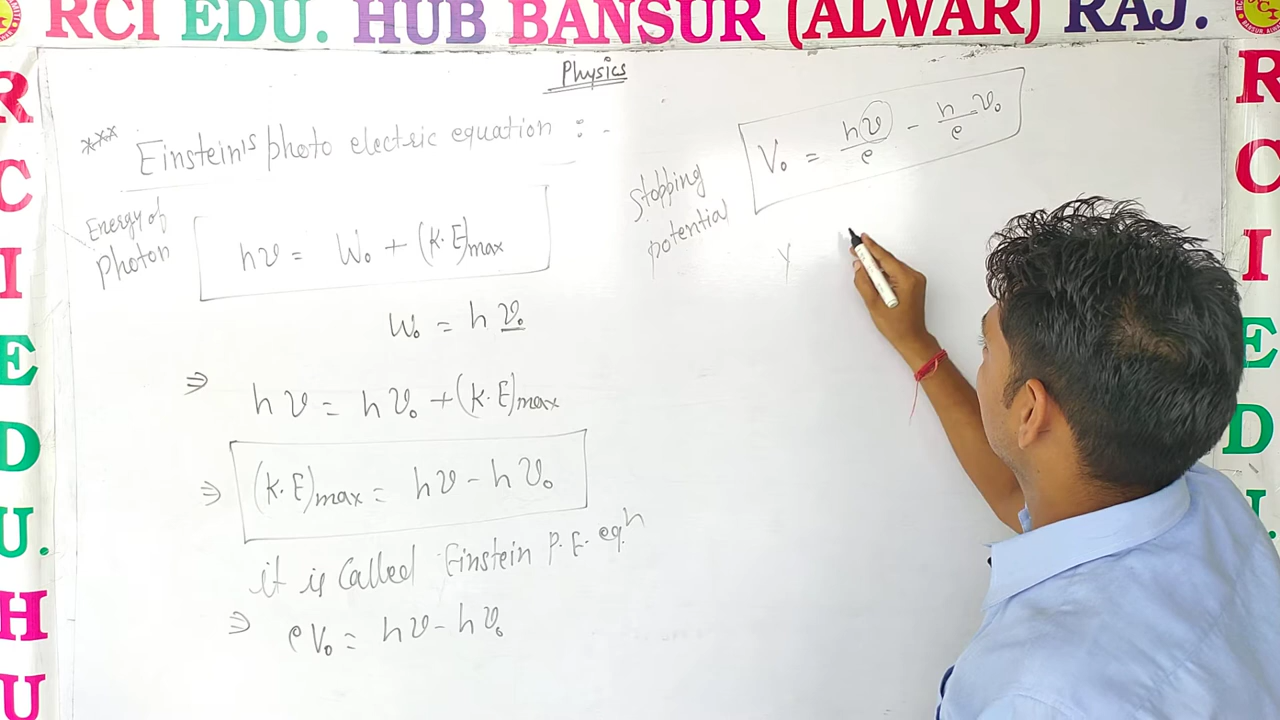 RCI EDU. HUB BANSUR (ALWAR) RAJ.
Physics
*** Einstein's photo electric equation : -
Energy of
Photon
hν = W₀ + (K.E)max
W₀ = h ν₀
⇒ hν = hν₀ + (K.E)max
⇒ (K.E)max = hν - hν₀
it is called Einstein P.E. eqn
⇒ eV₀ = hν - hν₀
Stopping
potential
V₀ = hν/e - h/e ν₀
y
R
C
I
E
D
U.
H
U
R
C
I
E
D